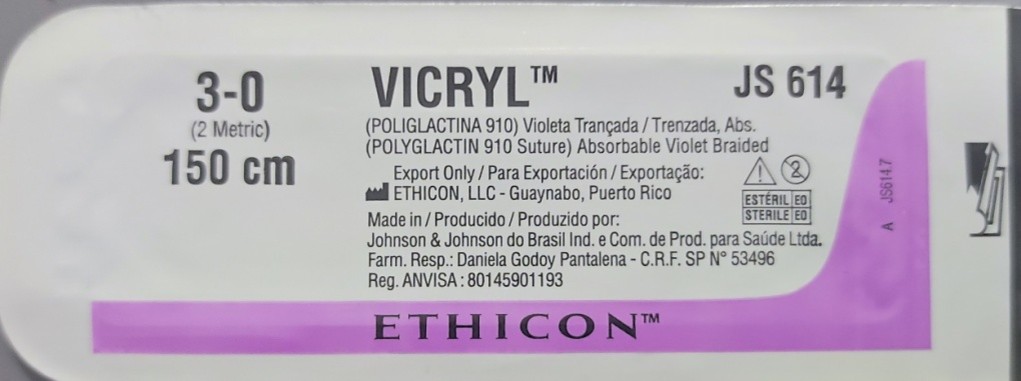 3-0
(2 Metric)
150 cm
VICRYL™
JS 614
(POLIGLACTINA 910) Violeta Trançada / Trenzada, Abs.
(POLYGLACTIN 910 Suture) Absorbable Violet Braided
Export Only / Para Exportación / Exportação:
ETHICON, LLC - Guaynabo, Puerto Rico
2
ESTÉRIL EO
STERILE EO
Made in / Producido / Produzido por:
Johnson & Johnson do Brasil Ind. e Com. de Prod. para Saúde Ltda.
Farm. Resp.: Daniela Godoy Pantalena - C.R.F. SP N° 53496
Reg. ANVISA : 80145901193
A JS614.7
ETHICON™